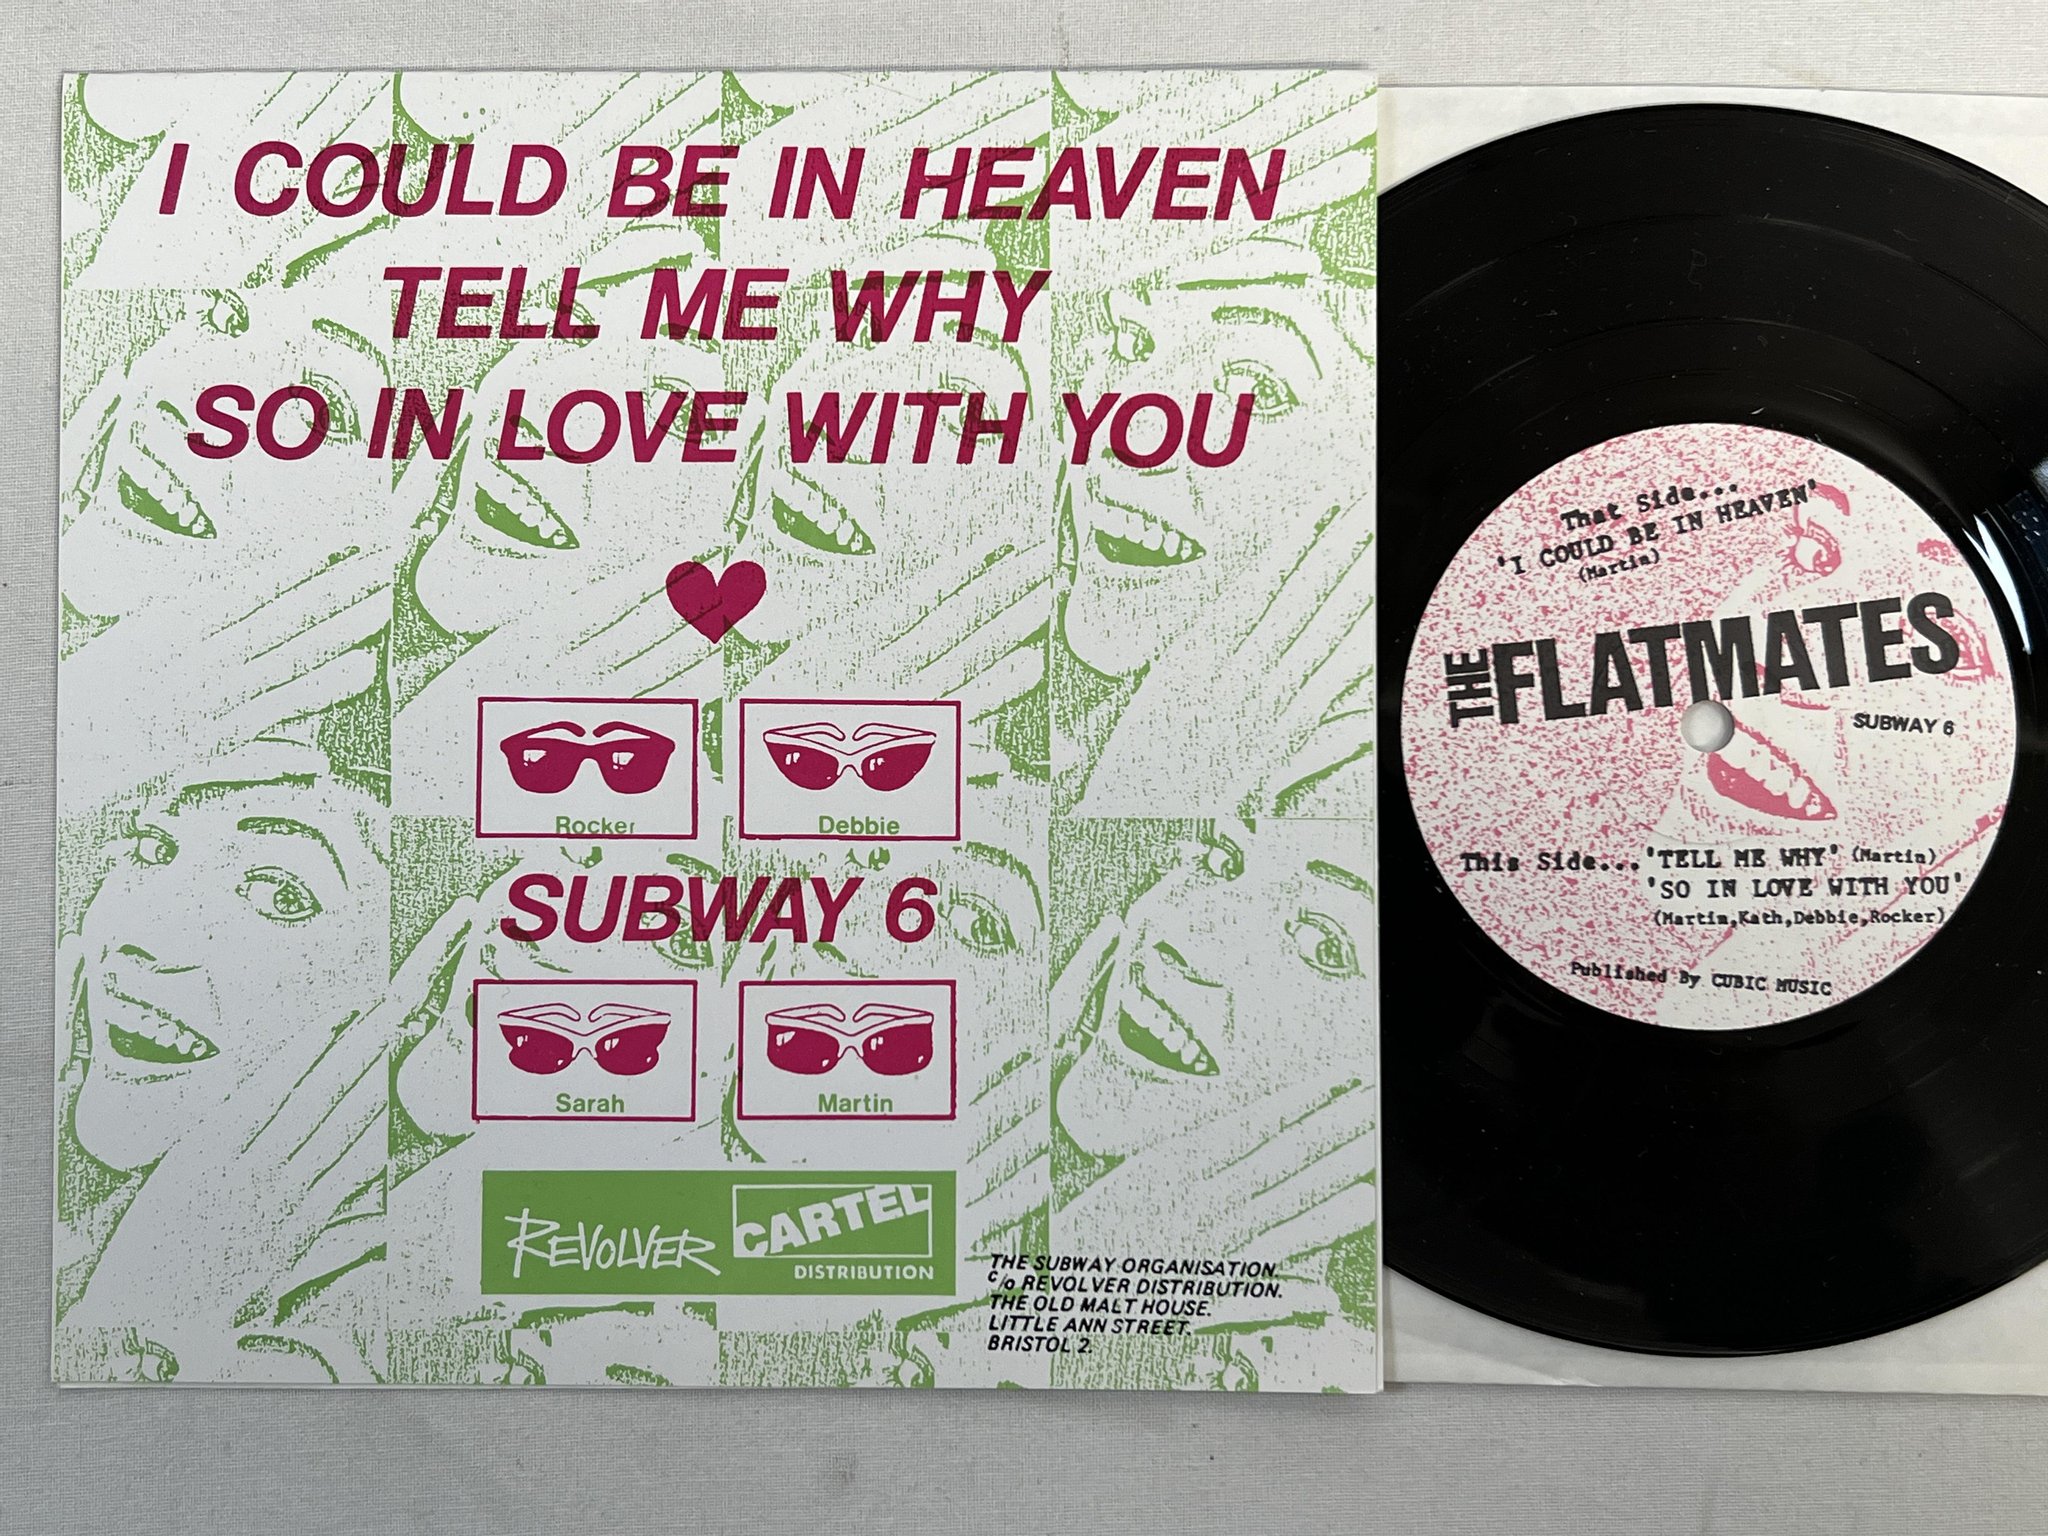 I COULD BE IN HEAVEN
TELL ME WHY
SO IN LOVE WITH YOU
Rocker
Debbie
SUBWAY 6
Sarah
Martin
REVOLVER
CARTEL
DISTRIBUTION
THE SUBWAY ORGANISATION.
c/o REVOLVER DISTRIBUTION.
THE OLD MALT HOUSE.
LITTLE ANN STREET.
BRISTOL 2.
That Side...
'I COULD BE IN HEAVEN'
(Martin)
THE FLATMATES
SUBWAY 6
This Side...'TELL ME WHY' (Martin)
'SO IN LOVE WITH YOU'
(Martin,Kath,Debbie,Rocker)
Published By CUBIC MUSIC